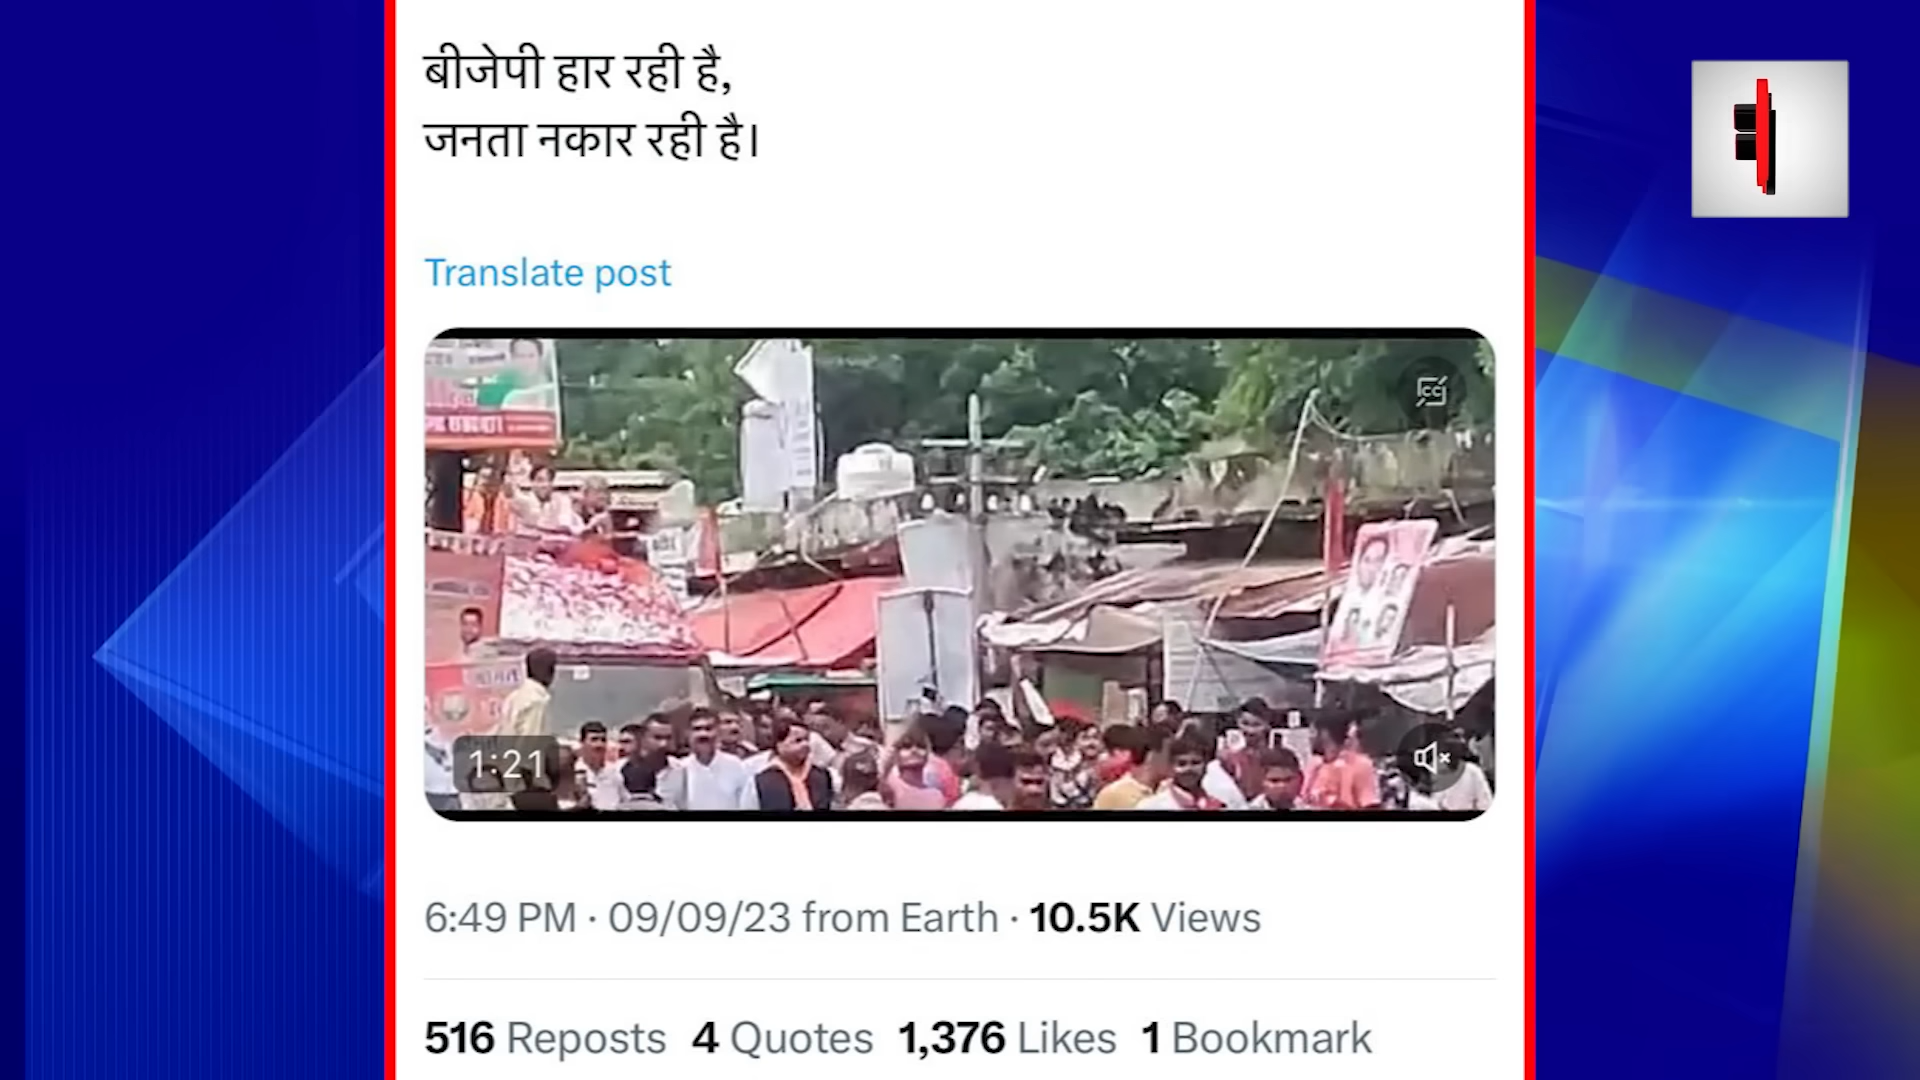 बीजेपी हार रही है,
जनता नकार रही है।
Translate post
CC
1:21
6:49 PM · 09/09/23 from Earth · 10.5K Views
516 Reposts 4 Quotes 1,376 Likes 1 Bookmark